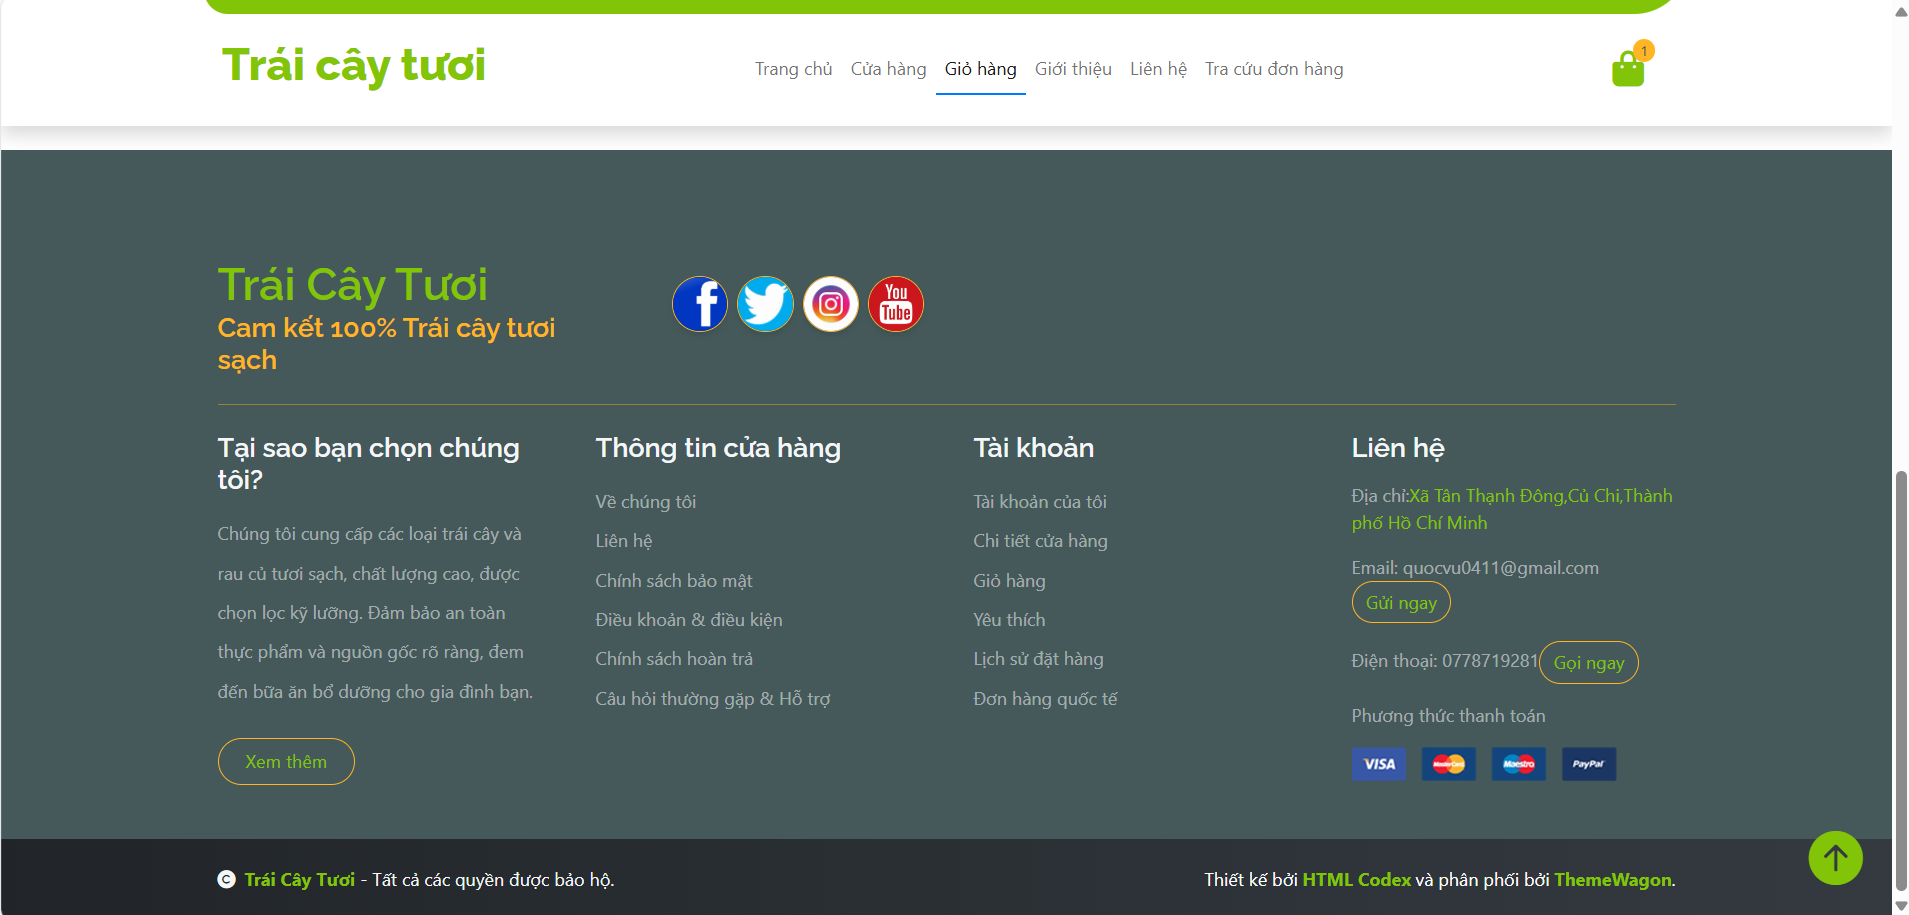 Trái cây tươi
Trang chủ Cửa hàng Giỏ hàng Giới thiệu Liên hệ Tra cứu đơn hàng
1
Trái Cây Tươi
Cam kết 100% Trái cây tươi
sạch
You
Tube
Tại sao bạn chọn chúng
tôi?
Chúng tôi cung cấp các loại trái cây và
rau củ tươi sạch, chất lượng cao, được
chọn lọc kỹ lưỡng. Đảm bảo an toàn
thực phẩm và nguồn gốc rõ ràng, đem
đến bữa ăn bổ dưỡng cho gia đình bạn.
Xem thêm
Thông tin cửa hàng
Về chúng tôi
Liên hệ
Chính sách bảo mật
Điều khoản & điều kiện
Chính sách hoàn trả
Câu hỏi thường gặp & Hỗ trợ
Tài khoản
Tài khoản của tôi
Chi tiết cửa hàng
Giỏ hàng
Yêu thích
Lịch sử đặt hàng
Đơn hàng quốc tế
Liên hệ
Địa chỉ:Xã Tân Thạnh Đông,Củ Chi,Thành
phố Hồ Chí Minh
Email: quocvu0411@gmail.com
Gửi ngay
Điện thoại: 0778719281 Gọi ngay
Phương thức thanh toán
VISA MasterCard Maestro PayPal
© Trái Cây Tươi - Tất cả các quyền được bảo hộ.
Thiết kế bởi HTML Codex và phân phối bởi ThemeWagon.